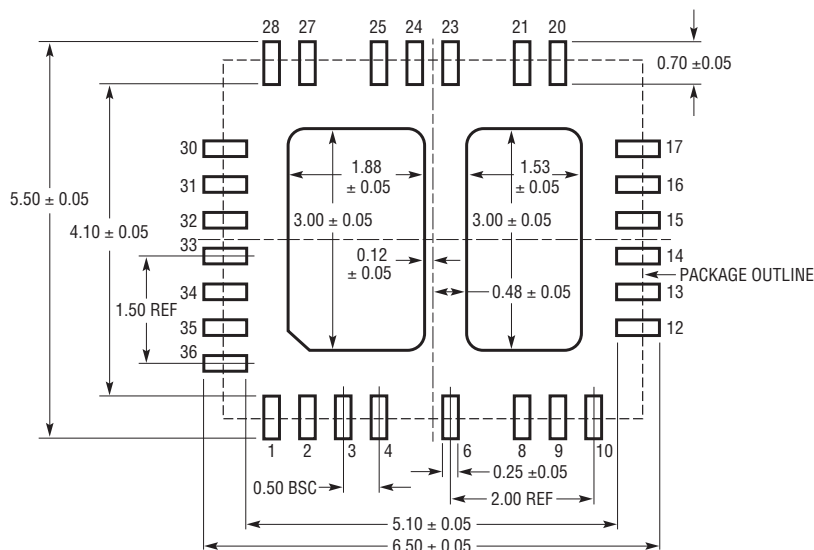 28 27 25 24 23 21 20
0.70 ±0.05
30
31
32
33
34
35
36
17
16
15
14
13
12
5.50 ± 0.05
4.10 ± 0.05
1.50 REF
1.88
± 0.05
1.53
± 0.05
3.00 ± 0.05
3.00 ± 0.05
0.12
± 0.05
0.48 ± 0.05
PACKAGE OUTLINE
1 2 3 4 6 8 9 10
0.50 BSC
0.25 ±0.05
2.00 REF
5.10 ± 0.05
6.50 ± 0.05